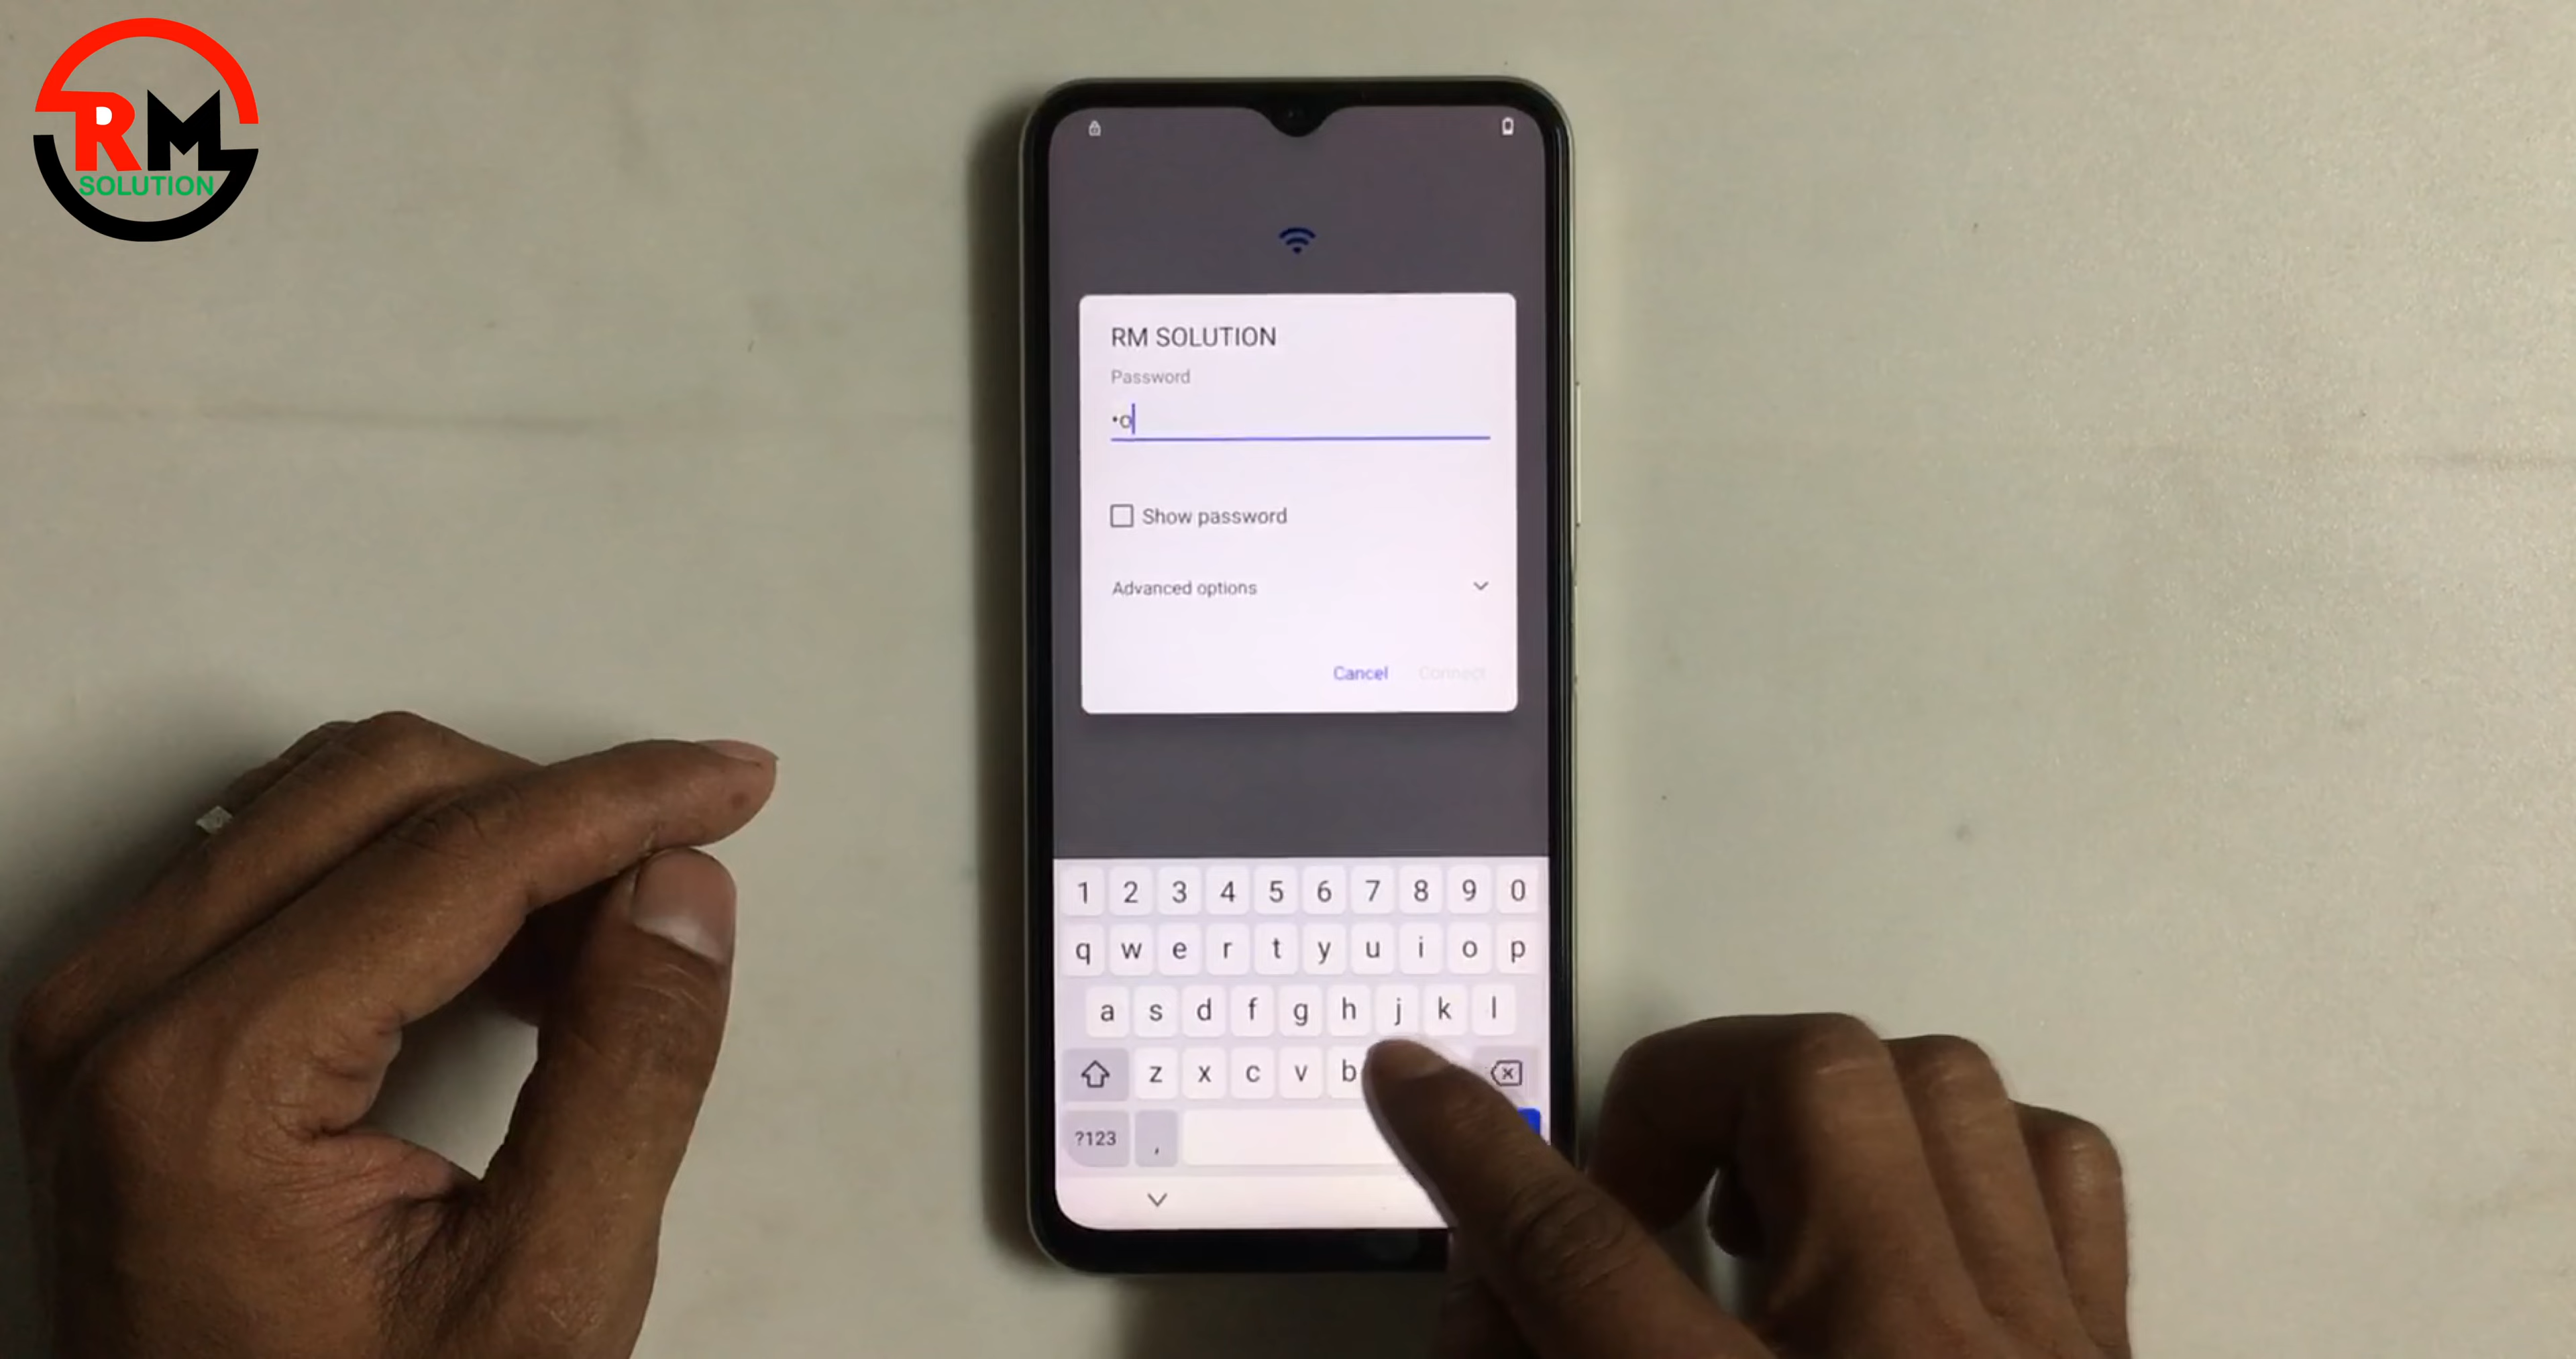 RM
SOLUTION
RM SOLUTION
Password
•o
Show password
Advanced options
Cancel Connect
1 2 3 4 5 6 7 8 9 0
q w e r t y u i o p
a s d f g h j k l
z x c v b
?123 ,